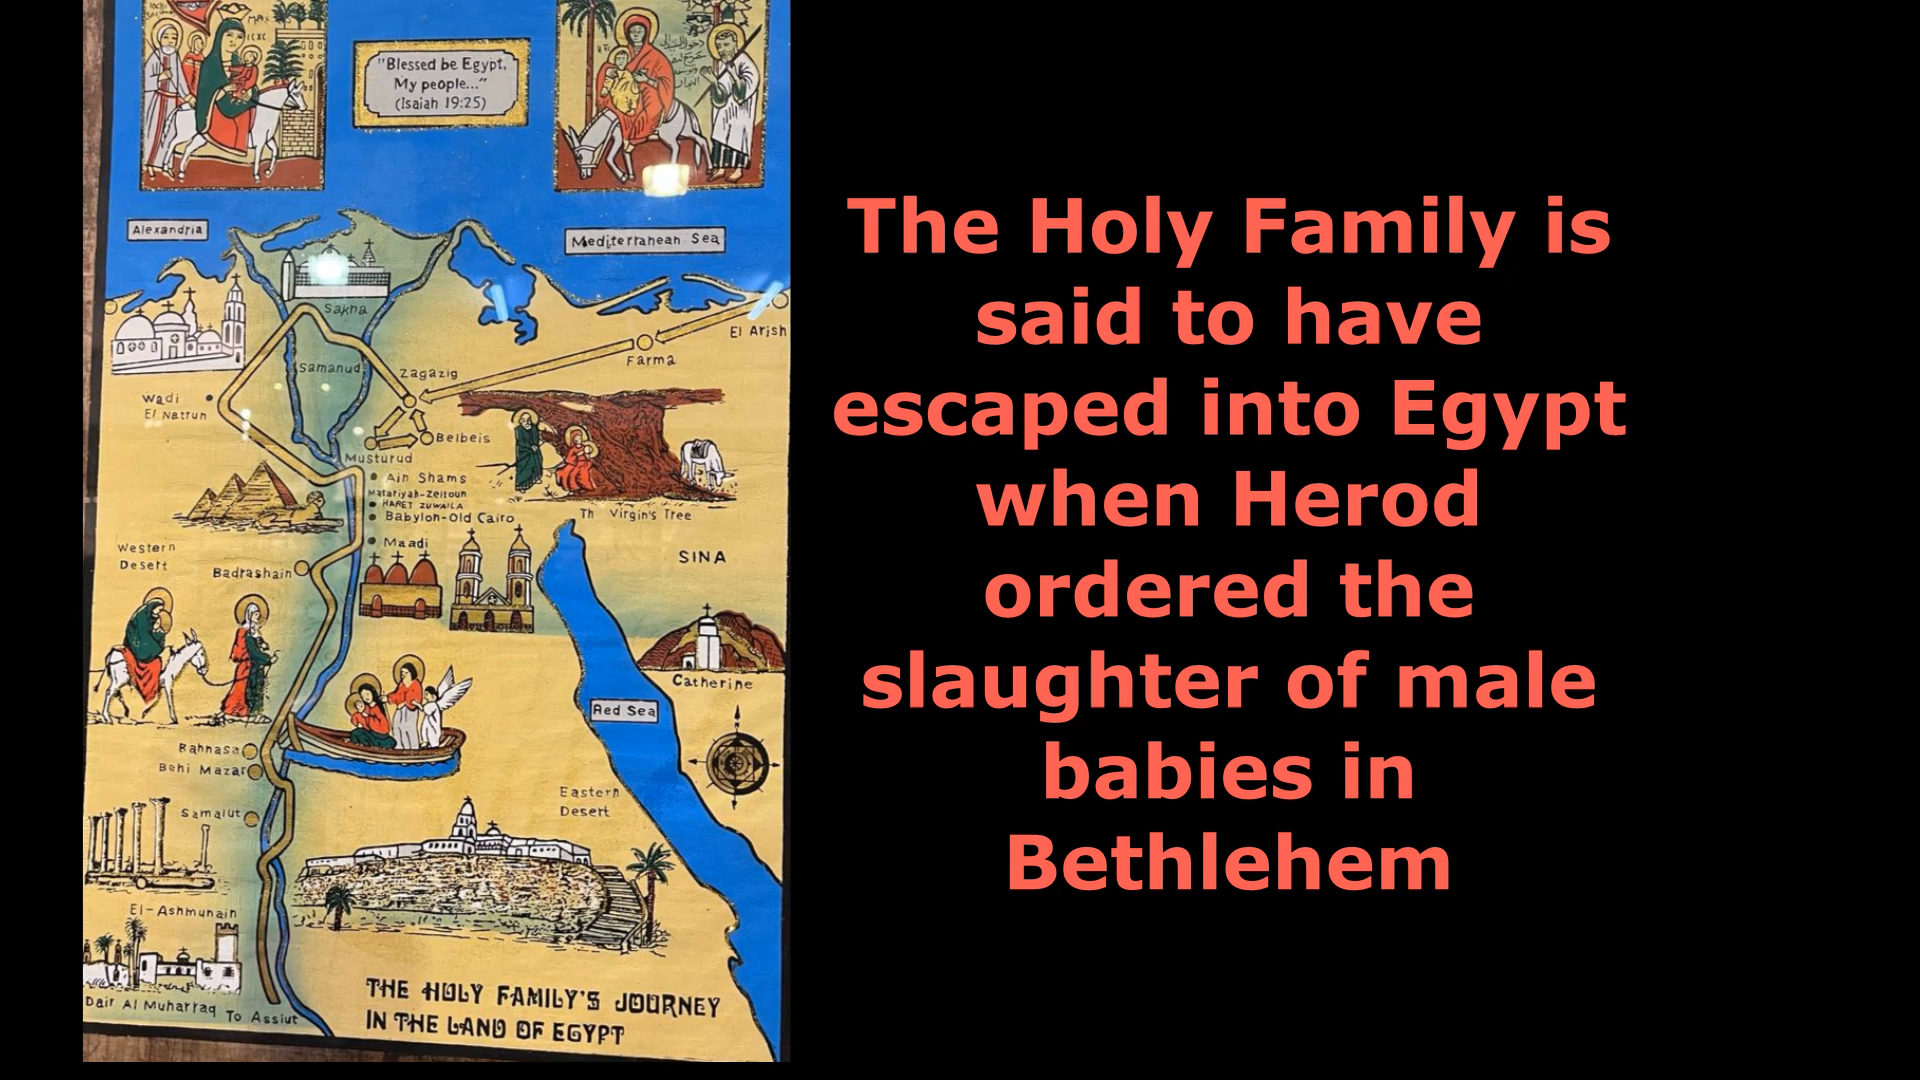 "Blessed be Egypt,
My people..."
(Isaiah 19:25)
Alexandria
Mediterranean Sea
Sakha
El Arish
Farma
Samanud
Zagazig
Wadi
El Natrun
Belbeis
Musturud
Ain Shams
Matariyah-Zeitoun
HARET ZUWAILA
Babylon-Old Cairo
Th Virgin's Tree
Maadi
SINA
Western
Desert
Badrashain
Catherine
Red Sea
Bahnasa
Behi Mazar
Eastern
Desert
Samalut
El-Ashmunain
Dair Al Muharraq To Assiut
THE HOLY FAMILY'S JOURNEY
IN THE LAND OF EGYPT
The Holy Family is
said to have
escaped into Egypt
when Herod
ordered the
slaughter of male
babies in
Bethlehem